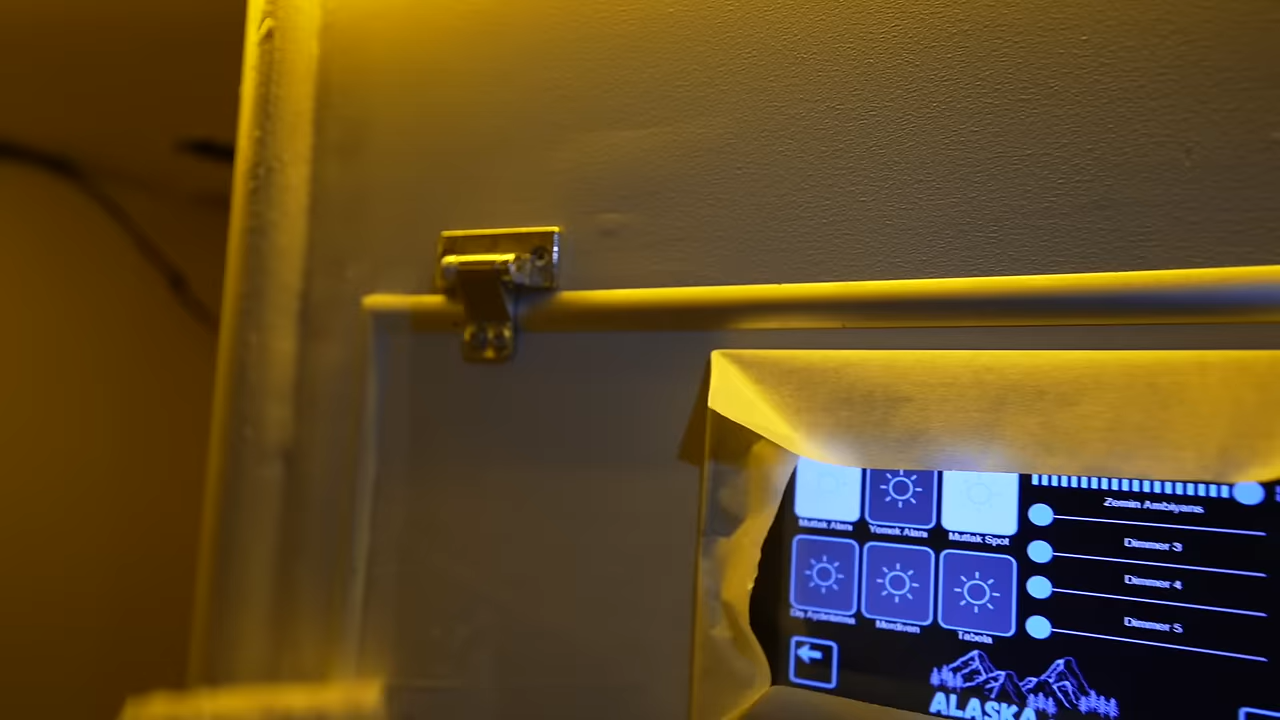 Zemin Ambiyans
Mutfak Alanı
Yemek Alanı
Mutfak Spot
Dimmer 3
Dimmer 4
Dış Aydınlatma
Merdiven
Tabela
Dimmer 5
ALASKA